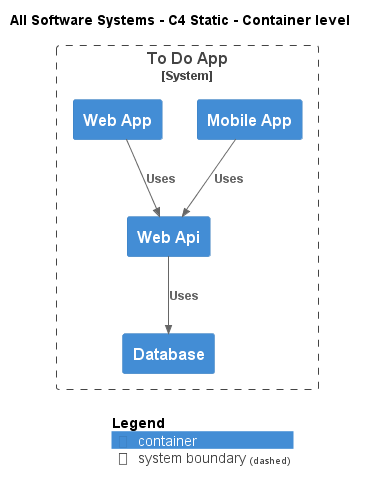 All Software Systems - C4 Static - Container level
To Do App
[System]
Web App
Mobile App
Uses
Uses
Web Api
Uses
Database
Legend
container
system boundary (dashed)